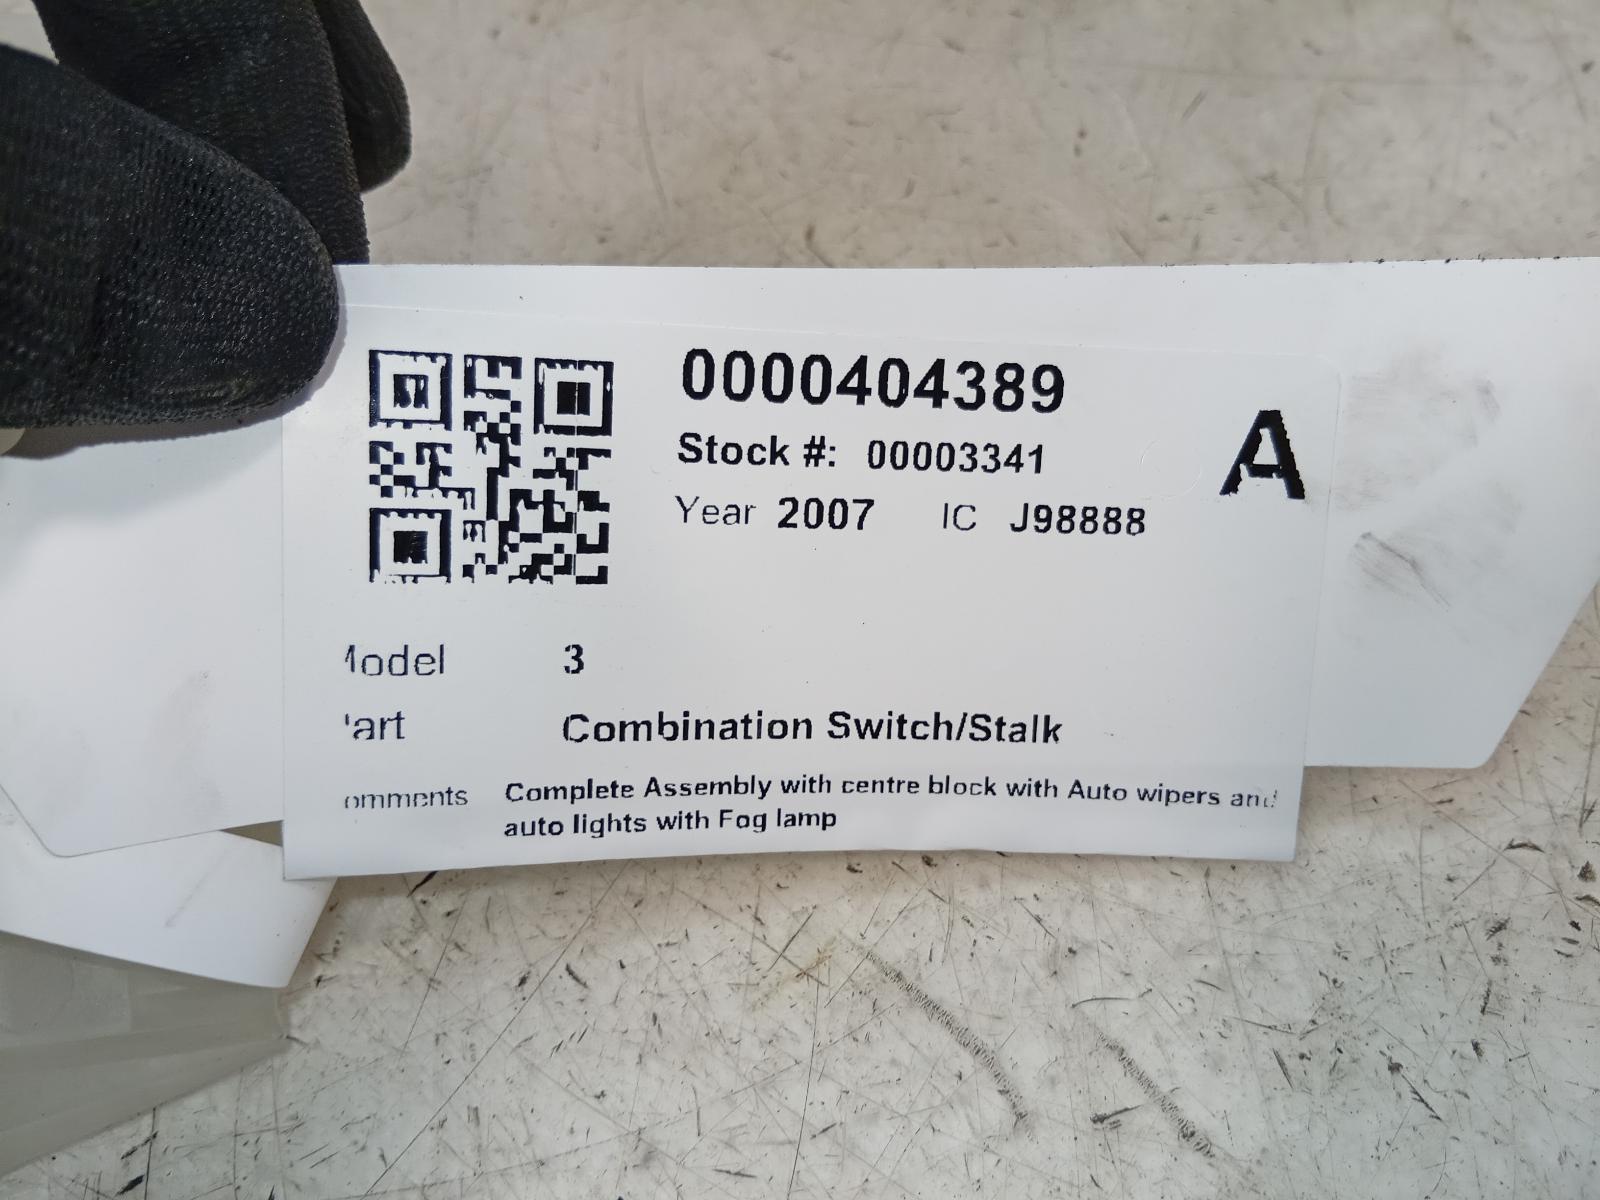 0000404389
A
Stock #: 00003341
Year 2007 IC J98888
Model 3
Part Combination Switch/Stalk
omments Complete Assembly with centre block with Auto wipers and
auto lights with Fog lamp